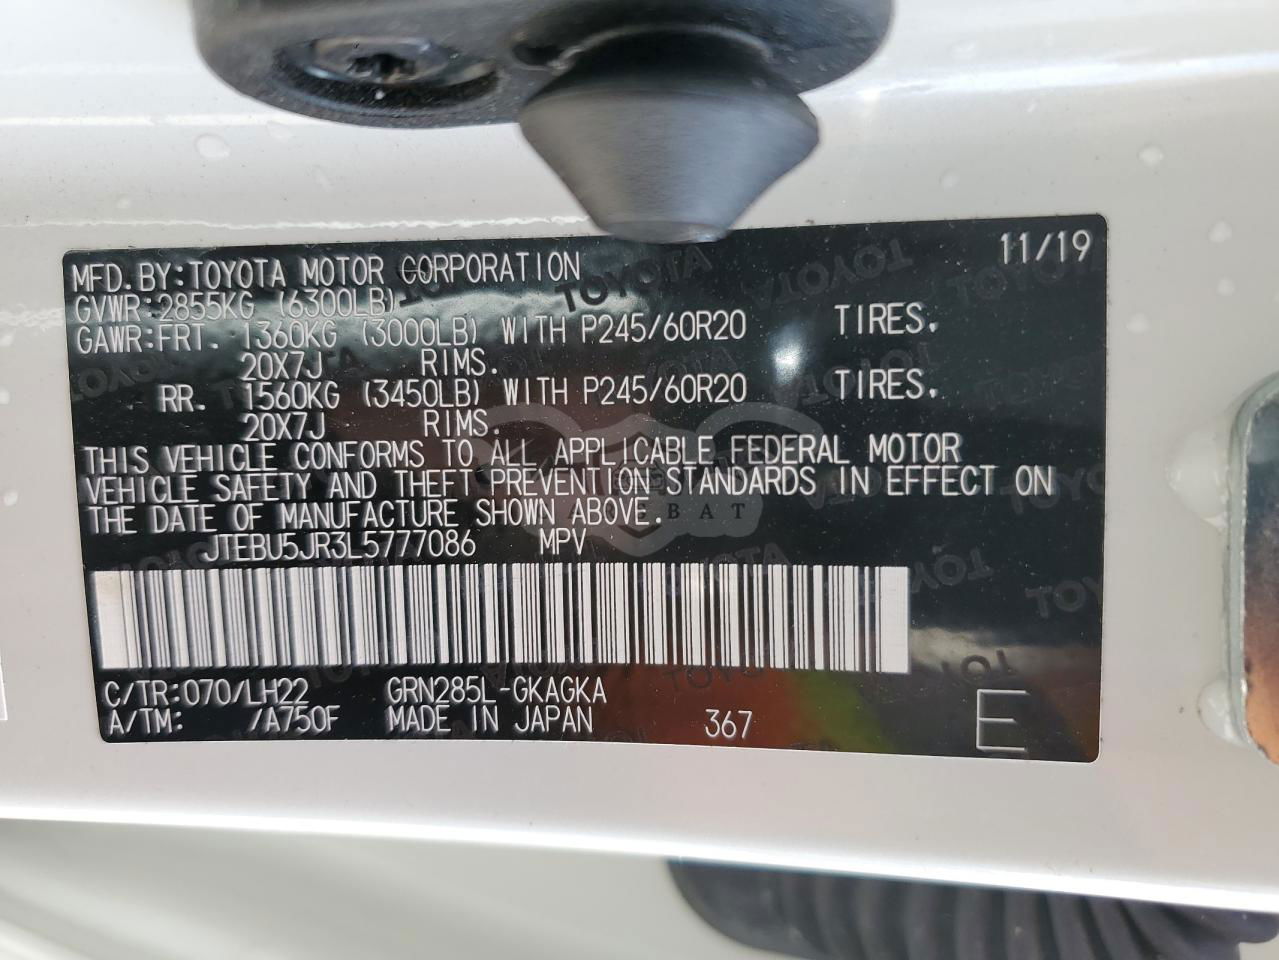 11/19
MFD. BY: TOYOTA MOTOR CORPORATION
GVWR: 2855KG (6300LB)
GAWR: FRT. 1360KG (3000LB) WITH P245/60R20 TIRES,
20X7J RIMS.
RR. 1560KG (3450LB) WITH P245/60R20 TIRES,
20X7J RIMS.
THIS VEHICLE CONFORMS TO ALL APPLICABLE FEDERAL MOTOR
VEHICLE SAFETY AND THEFT PREVENTION STANDARDS IN EFFECT ON
THE DATE OF MANUFACTURE SHOWN ABOVE.
JTEBU5JR3L5777086 MPV
C/TR: 070/LH22 GRN285L-GKAGKA
A/TM: /A750F MADE IN JAPAN 367
E
TOYOTA